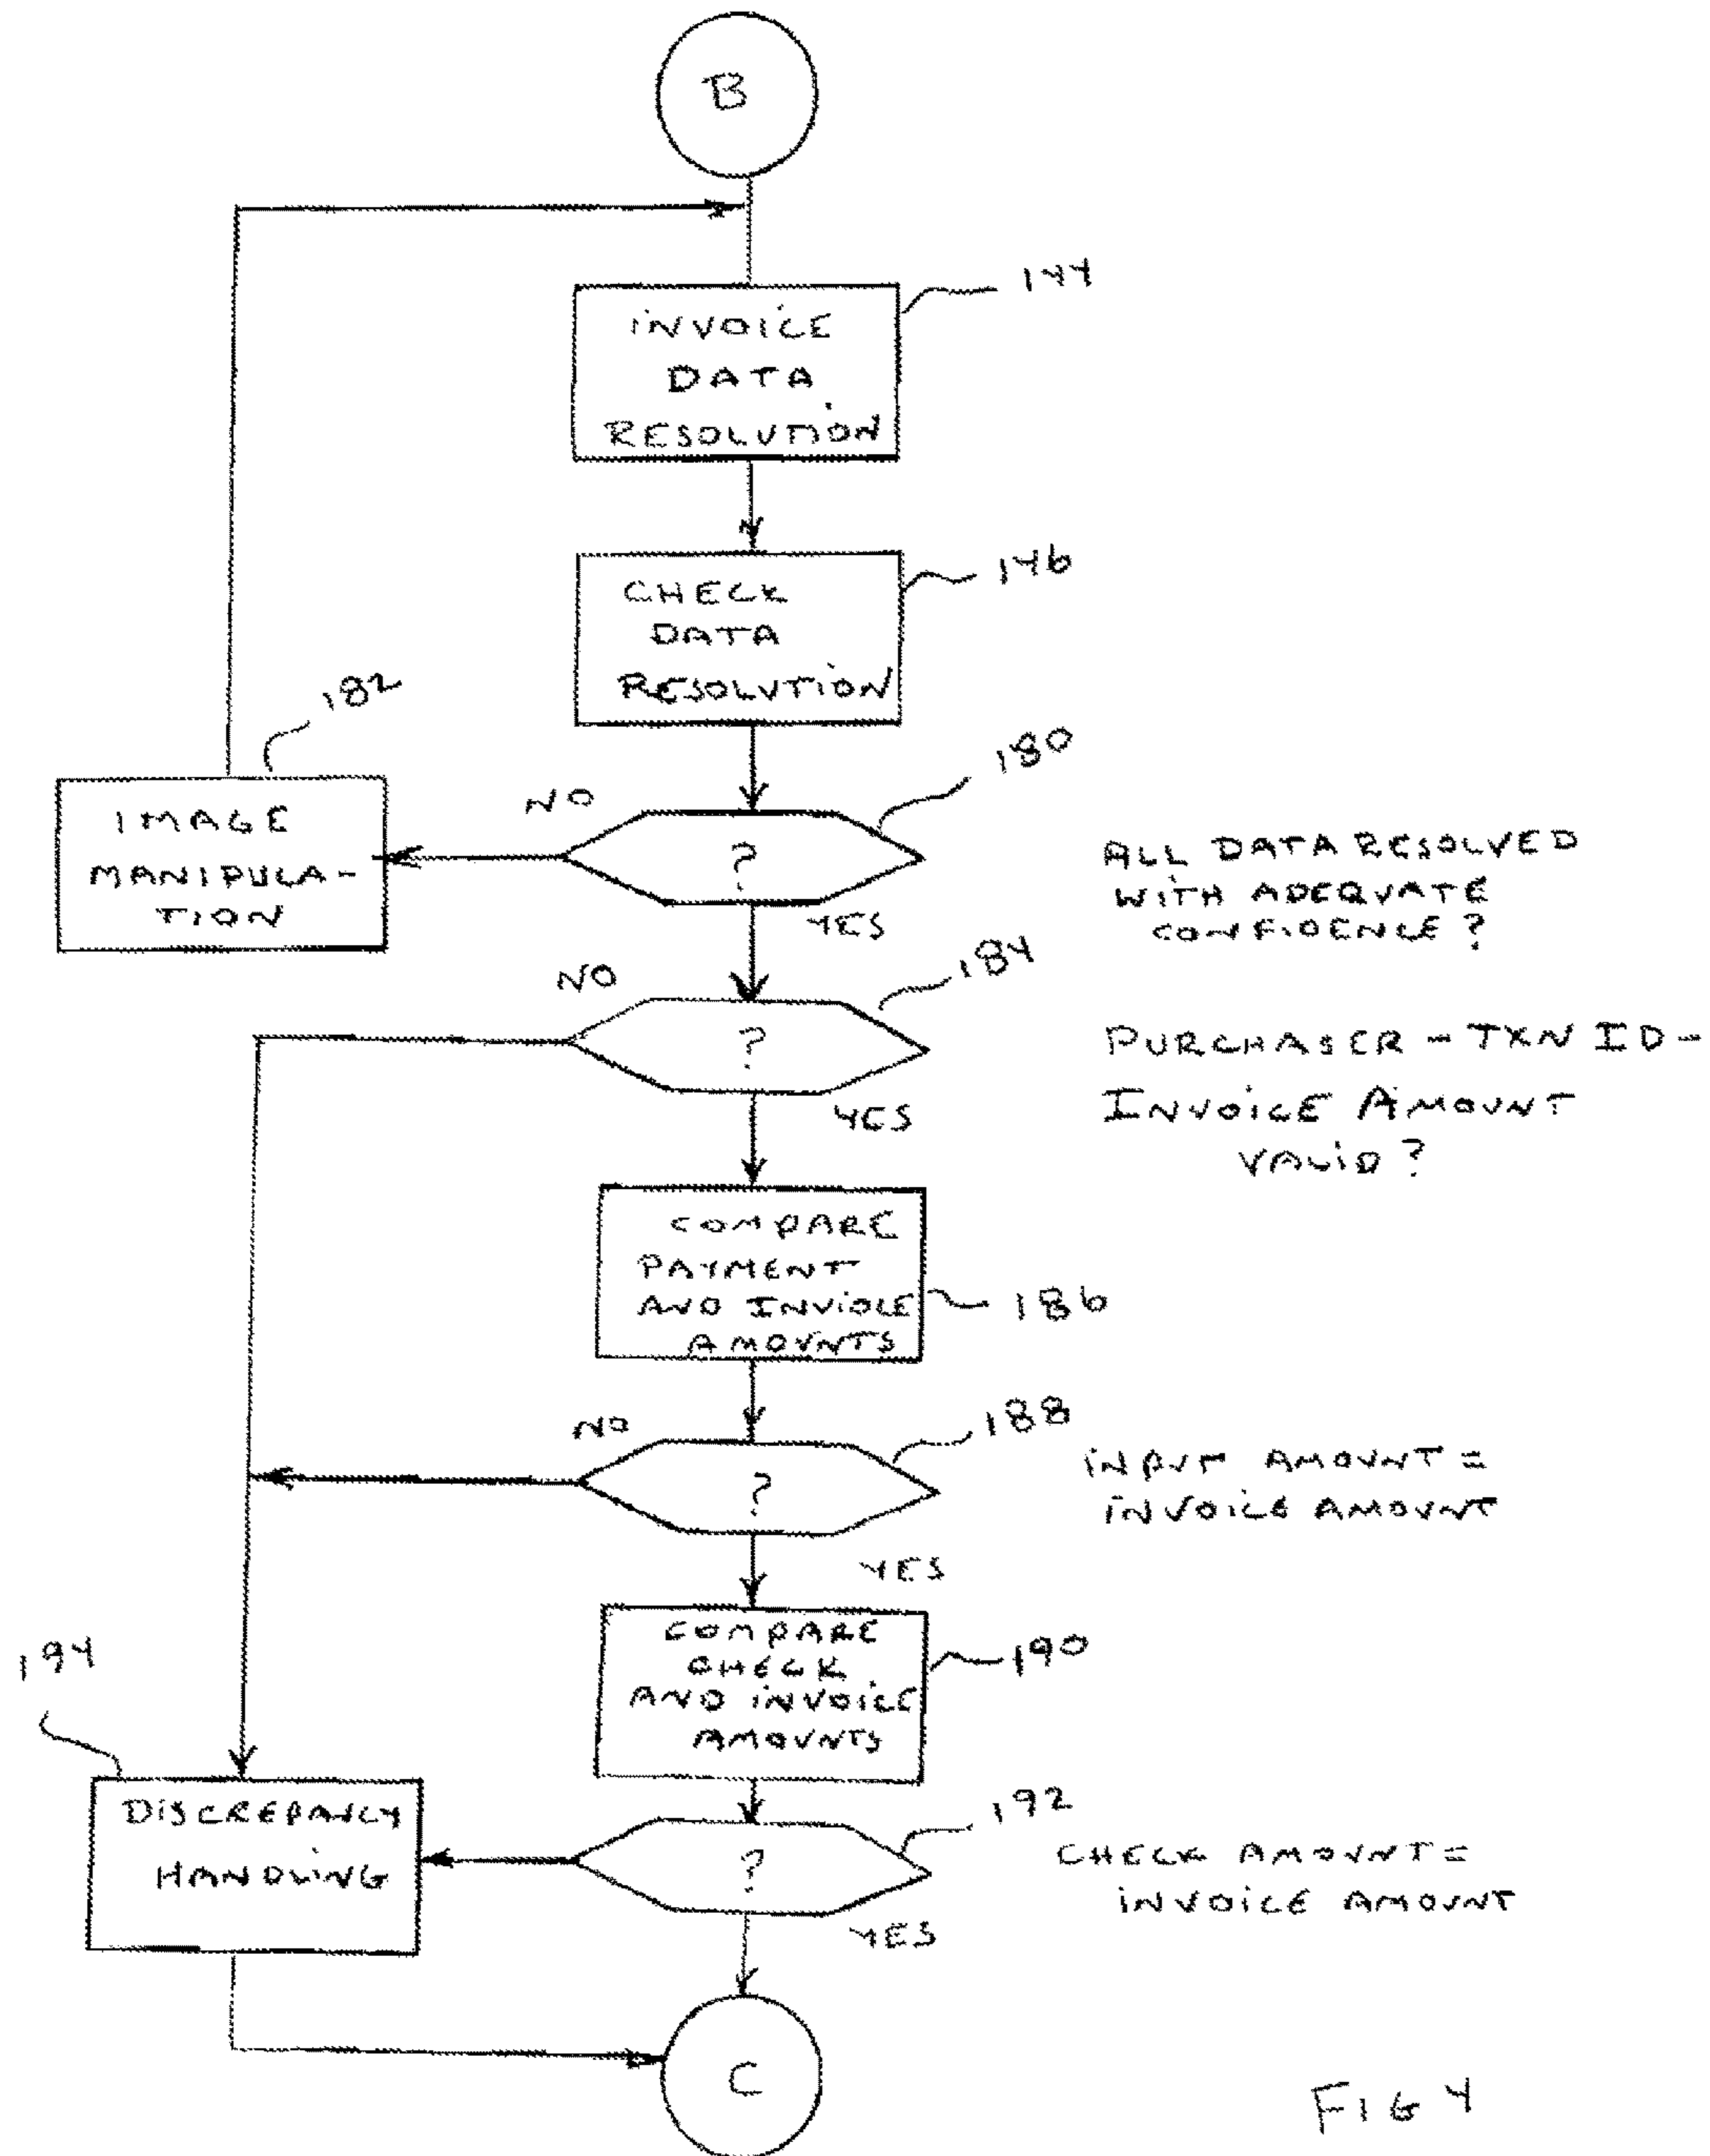 B
144
INVOICE
DATA
RESOLUTION
146
CHECK
DATA
RESOLUTION
182
180
NO
?
IMAGE
MANIPULA-
TION
YES
ALL DATA RESOLVED
WITH ADEQUATE
CONFIDENCE?
184
NO
?
YES
PURCHASER - TXN ID -
INVOICE AMOUNT
VALID?
COMPARE
PAYMENT
AND INVIOCE
AMOUNTS
186
188
NO
?
YES
INPUT AMOUNT =
INVOICE AMOUNT
COMPARE
CHECK
AND INVOICE
AMOUNTS
190
194
192
DISCREPANCY
HANDLING
?
YES
CHECK AMOUNT =
INVOICE AMOUNT
C
FIG 4